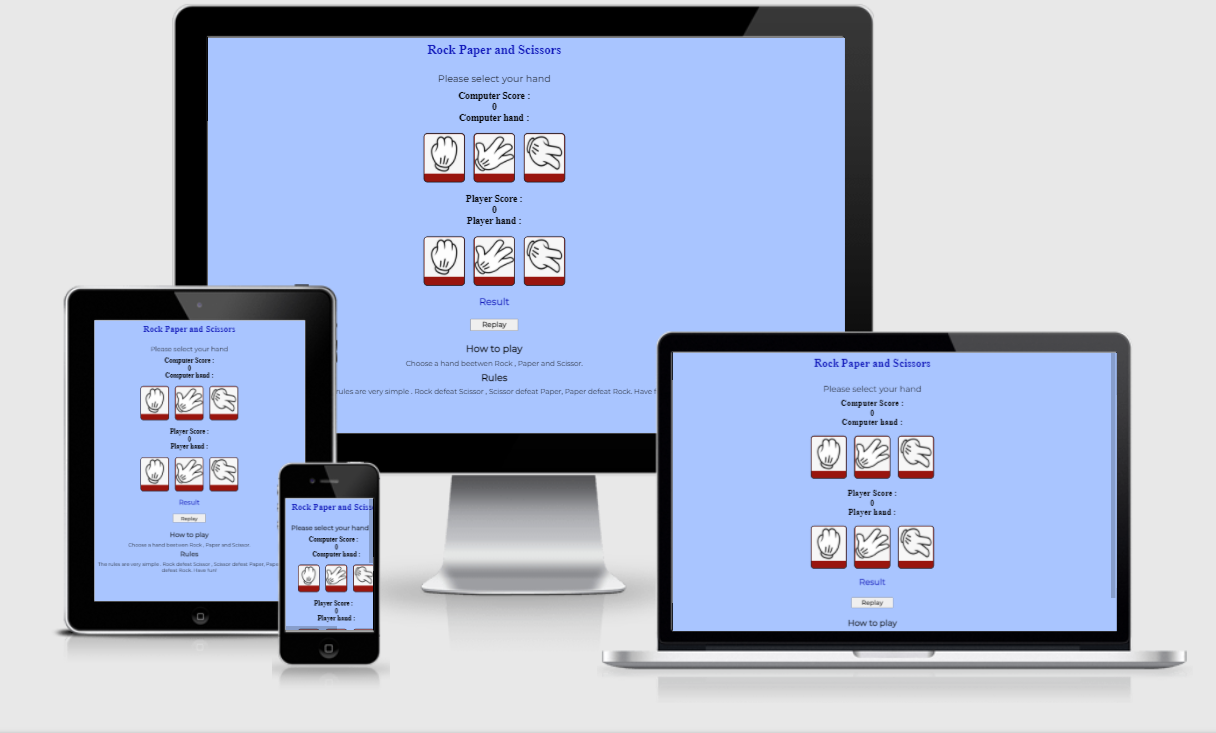 Rock Paper and Scissors
Please select your hand
Computer Score :
0
Computer hand :
Player Score :
0
Player hand :
Result
Replay
How to play
Choose a hand beetwen Rock , Paper and Scissor.
Rules
rules are very simple . Rock defeat Scissor , Scissor defeat Paper, Paper defeat Rock. Have f
Rock Paper and Scissors
Please select your hand
Computer Score :
0
Computer hand :
Player Score :
0
Player hand :
Result
Replay
How to play
Choose a hand beetwen Rock , Paper and Scissor.
Rules
The rules are very simple . Rock defeat Scissor , Scissor defeat Paper, Pap
defeat Rock. Have fun!
Rock Paper and Sciss
Please select your hand
Computer Score :
0
Computer hand :
Player Score :
0
Player hand :
Rock Paper and Scissors
Please select your hand
Computer Score :
0
Computer hand :
Player Score :
0
Player hand :
Result
Replay
How to play